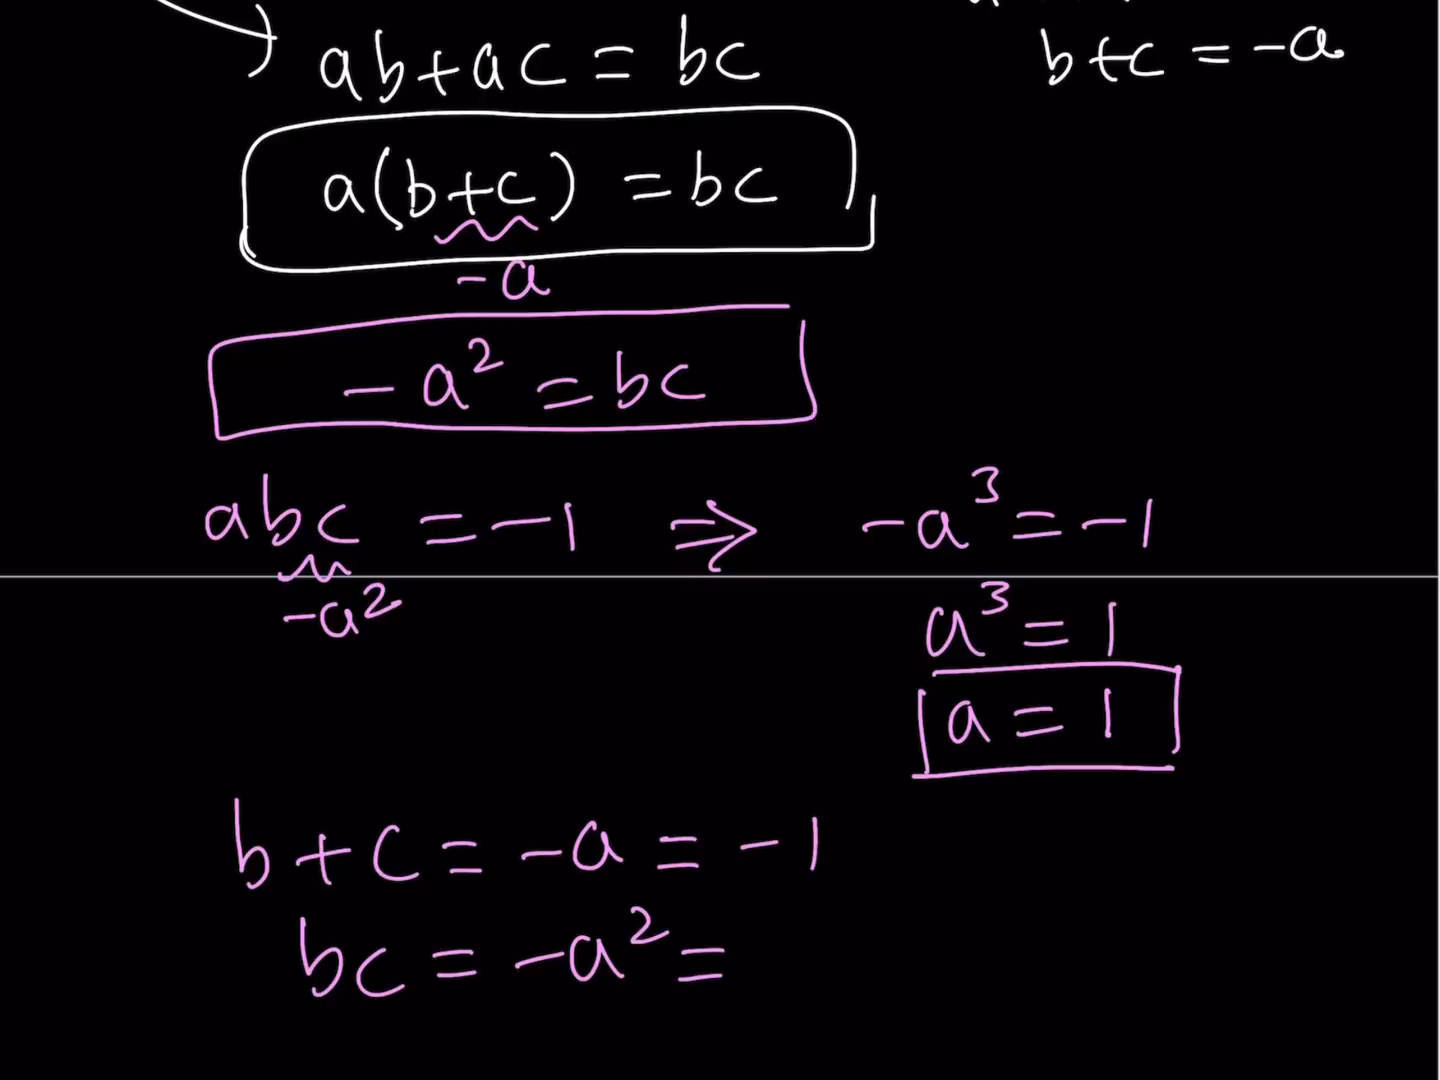 ab+ac = bc
b+c = -a
a(b+c) = bc
-a
-a² = bc
abc = -1 ⇒ -a³ = -1
-a²
a³ = 1
a = 1
b + c = -a = -1
bc = -a² =